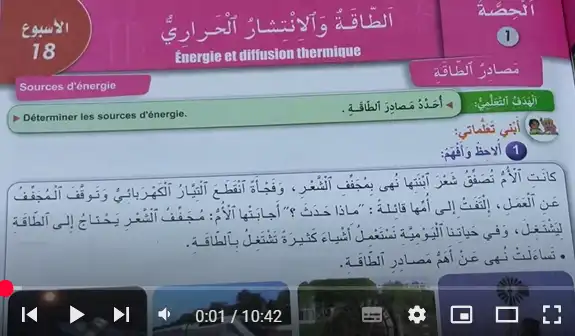 الأسبوع
18
الطَّاقَةُ وَالِانْتِشَارُ الْحَرارِي
Énergie et diffusion thermique
الحِصَّة
1
Sources d'énergie
مَصادِرُ الطَّاقَةِ
Déterminer les sources d'énergie.
أُحَدِّدُ مَصادِرَ الطَّاقَةِ.
الْهَدَفُ التَّعَلُّمِيُّ:
أَبْني تَعَلُّماتي:
1 أُلاحِظُ وَأَفْهَمُ:
كانَتِ الْأُمُّ تُصَفِّفُ شَعْرَ ابْنَتِها نُهى بِمُجَفِّفِ الشَّعْرِ، وَفَجْأَةً انْقَطَعَ التَّيّارُ الْكَهْرَبائِيُّ وَتَوَقَّفَ الْمُجَفِّفُ
عَنِ الْعَمَلِ، الْتَفَتَتْ إِلى أُمِّها قائِلَةً: "ماذا حَدَثَ؟" أَجابَتْها الْأُمُّ: مُجَفِّفُ الشَّعْرِ يَحْتاجُ إِلى الطّاقَةِ
لِيَشْتَغِلَ، وَفي حَياتِنا الْيَوْمِيَّةِ نَسْتَعْمِلُ أَشْياءَ كَثيرَةً تَشْتَغِلُ بِالطّاقَةِ.
• تَساءَلَتْ نُهى عَنْ أَهَمِّ مَصادِرِ الطّاقَةِ.
0:01 / 10:42